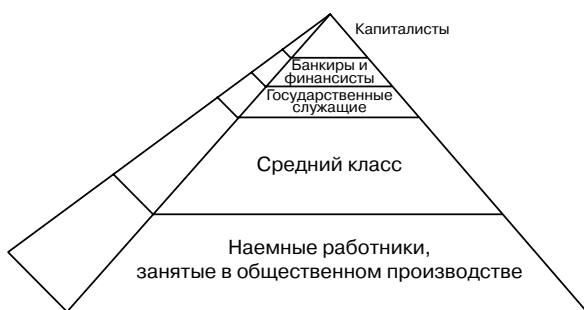 Капиталисты
Банкиры и
финансисты
Государственные
служащие
Средний класс
Наемные работники,
занятые в общественном производстве